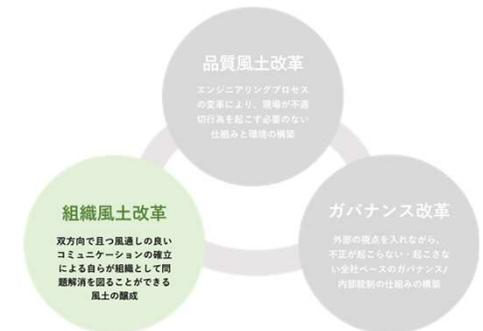 品質風土改革
エンジニアリングプロセス
の変革により、現場が不適
切行為を起こす必要のない
仕組みと環境の構築
組織風土改革
双方向で且つ風通しの良い
コミュニケーションの確立
による自らが組織として問
題解消を図ることができる
風土の醸成
ガバナンス改革
外部の視点を入れながら、
不正が起こらない・起こさな
い全社ベースのガバナンス/
内部統制の仕組みの構築